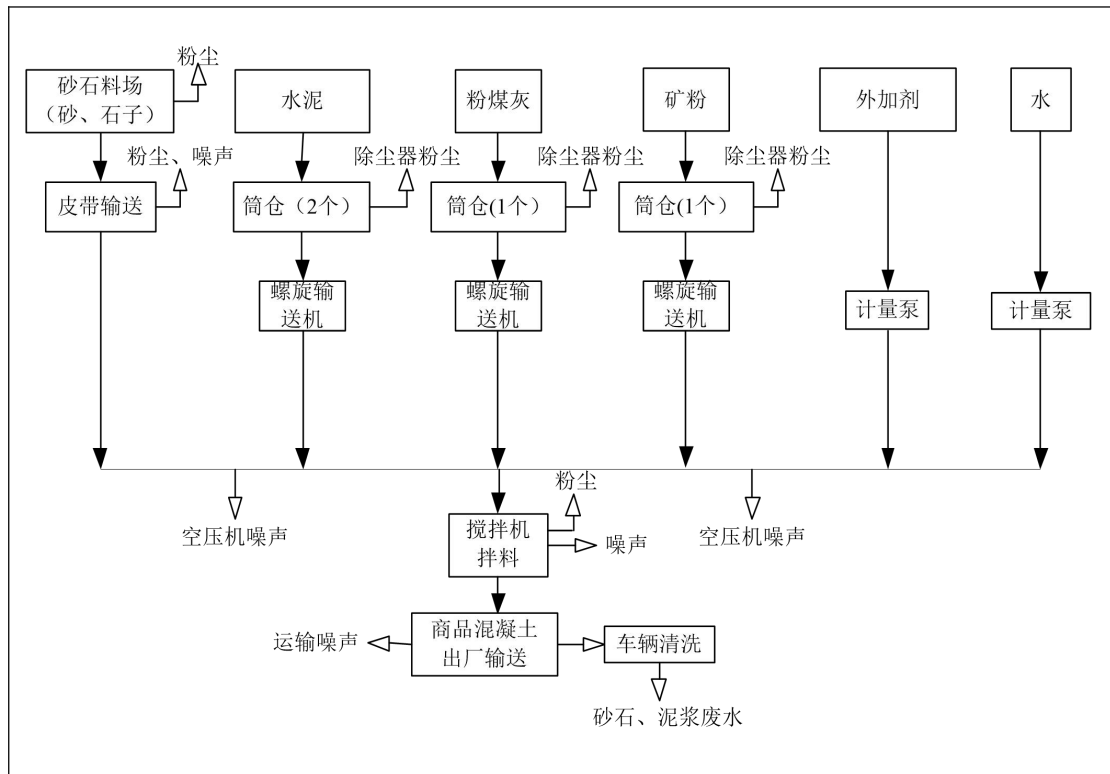 粉尘
砂石料场
（砂、石子）
水泥
粉煤灰
矿粉
外加剂
水
粉尘、噪声
除尘器粉尘
除尘器粉尘
除尘器粉尘
皮带输送
筒仓（2个）
筒仓(1个）
筒仓(1个）
螺旋输
送机
螺旋输
送机
螺旋输
送机
计量泵
计量泵
粉尘
空压机噪声
搅拌机
拌料
噪声
空压机噪声
运输噪声
商品混凝土
出厂输送
车辆清洗
砂石、泥浆废水